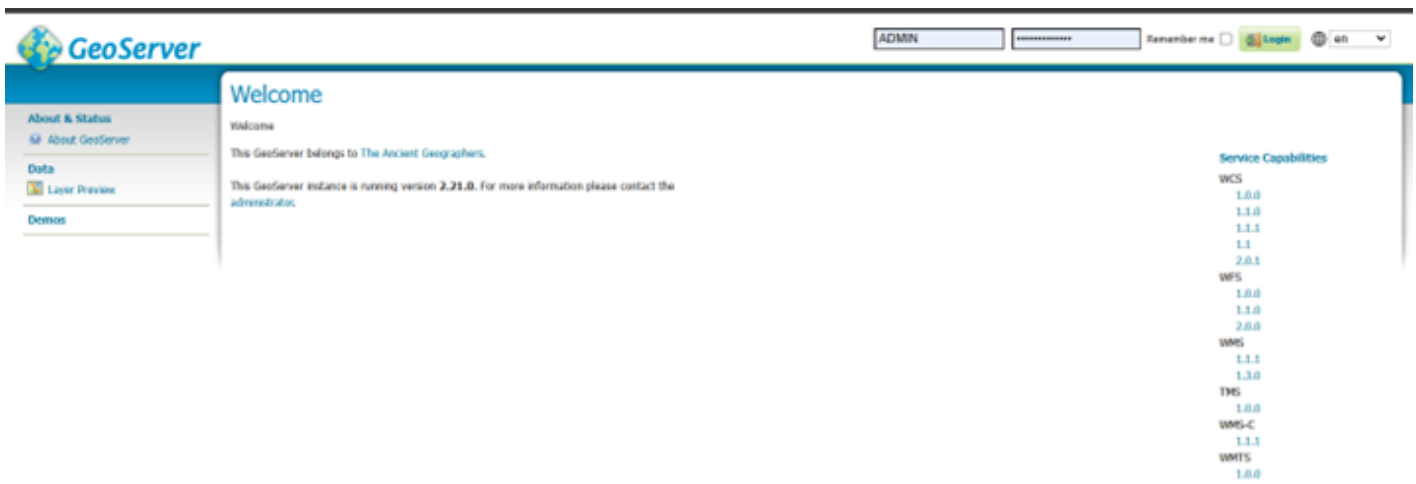 GeoServer
ADMIN
Remember me
Login
en
Welcome
Welcome
This GeoServer belongs to The Ancient Geographers.
This GeoServer instance is running version 2.21.0. For more information please contact the
administrator.
About & Status
About GeoServer
Data
Layer Preview
Demos
Service Capabilities
WCS
1.0.0
1.1.0
1.1.1
1.1
2.0.1
WFS
1.0.0
1.1.0
2.0.0
WMS
1.1.1
1.3.0
TMS
1.0.0
WMS-C
1.1.1
WMTS
1.0.0